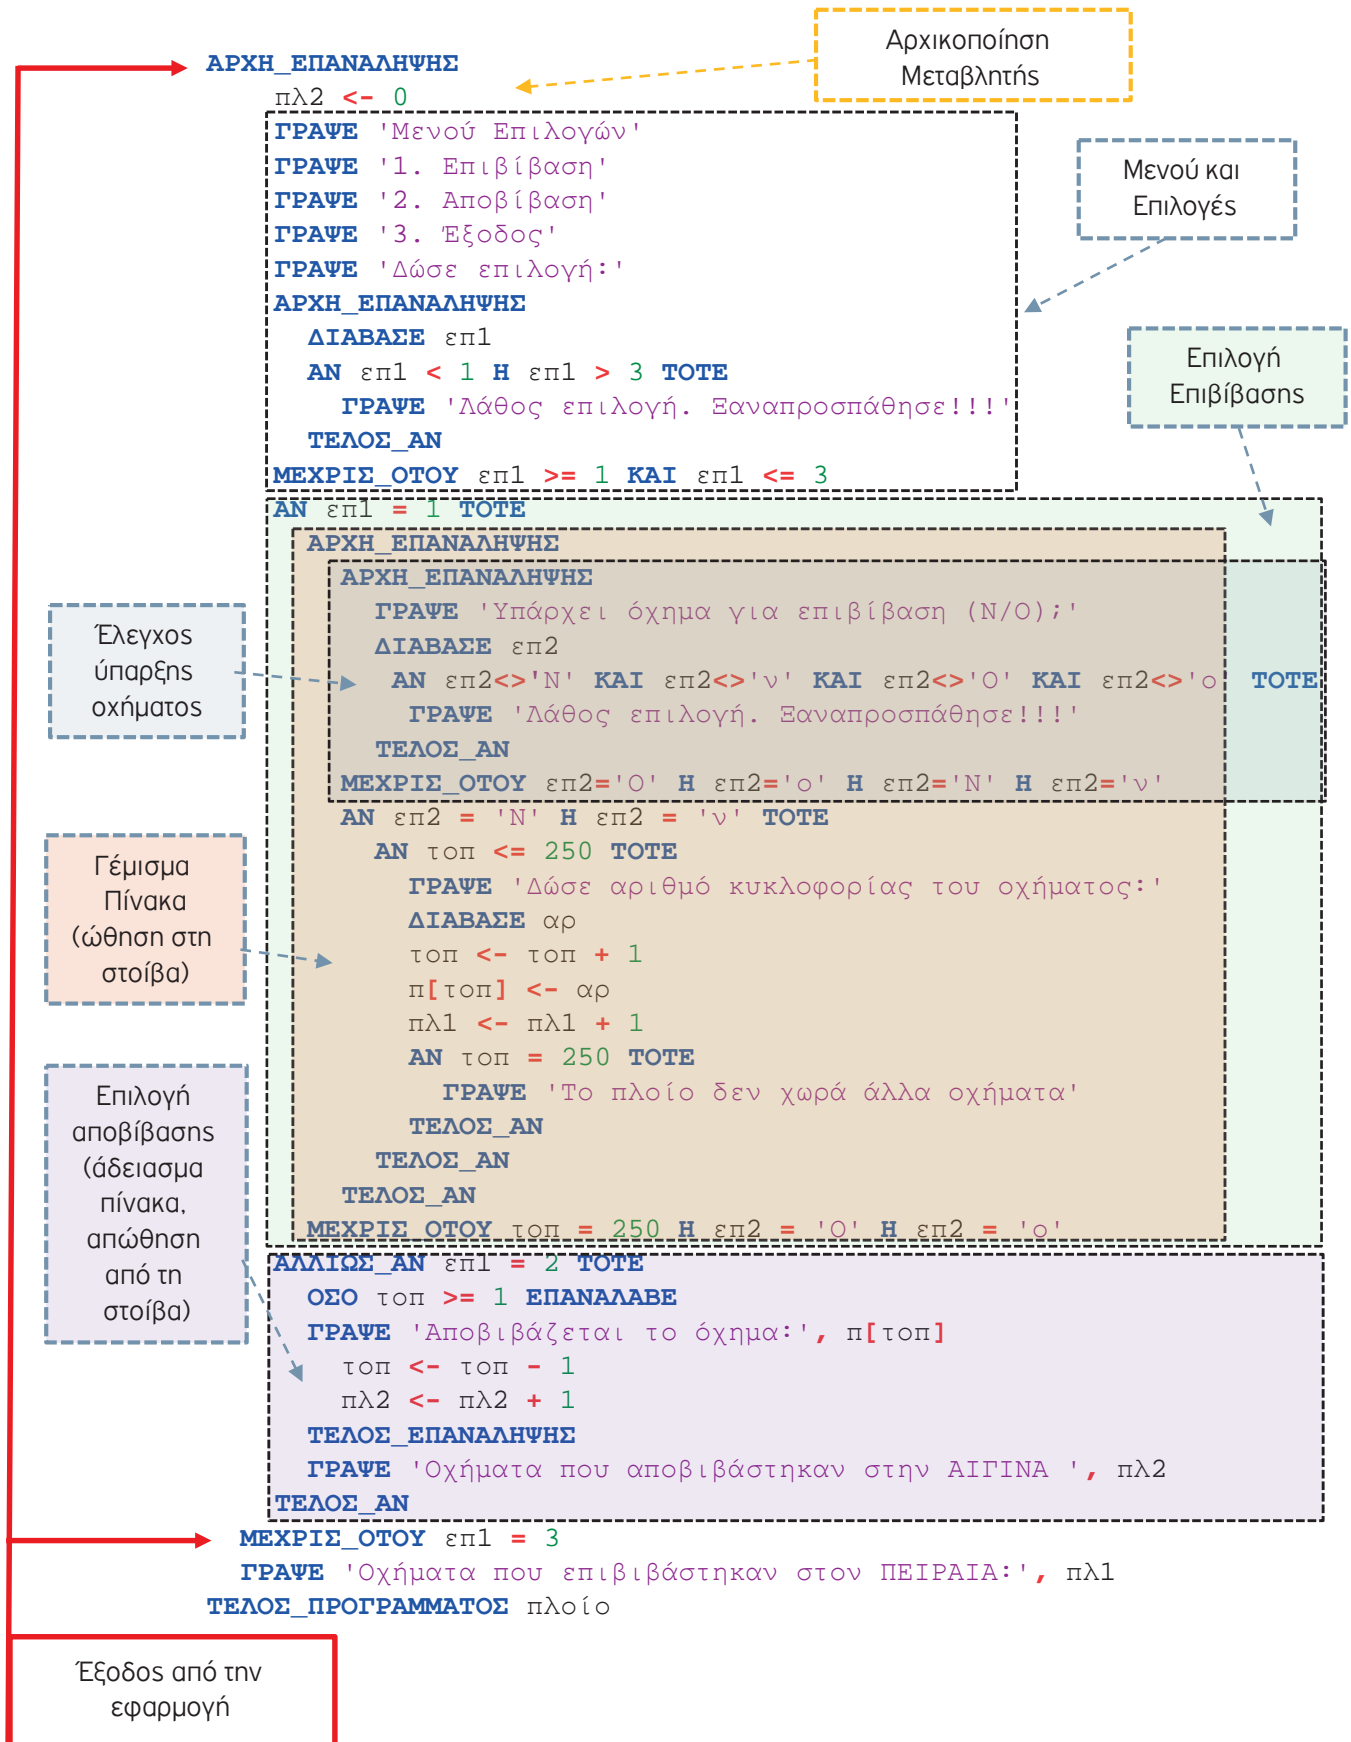 Αρχικοποίηση
Μεταβλητής
ΑΡΧΗ_ΕΠΑΝΑΛΗΨΗΣ
πλ2 <- 0
ΓΡΑΨΕ 'Μενού Επιλογών'
ΓΡΑΨΕ '1. Επιβίβαση'
ΓΡΑΨΕ '2. Αποβίβαση'
ΓΡΑΨΕ '3. Έξοδος'
ΓΡΑΨΕ 'Δώσε επιλογή:'
ΑΡΧΗ_ΕΠΑΝΑΛΗΨΗΣ
ΔΙΑΒΑΣΕ επ1
ΑΝ επ1 < 1 Η επ1 > 3 ΤΟΤΕ
ΓΡΑΨΕ 'Λάθος επιλογή. Ξαναπροσπάθησε!!!'
ΤΕΛΟΣ_ΑΝ
ΜΕΧΡΙΣ_ΟΤΟΥ επ1 >= 1 ΚΑΙ επ1 <= 3
Μενού και
Επιλογές
Επιλογή
Επιβίβασης
ΑΝ επ1 = 1 ΤΟΤΕ
ΑΡΧΗ_ΕΠΑΝΑΛΗΨΗΣ
ΑΡΧΗ_ΕΠΑΝΑΛΗΨΗΣ
ΓΡΑΨΕ 'Υπάρχει όχημα για επιβίβαση (Ν/Ο);'
ΔΙΑΒΑΣΕ επ2
ΑΝ επ2<>'Ν' ΚΑΙ επ2<>'ν' ΚΑΙ επ2<>'Ο' ΚΑΙ επ2<>'ο' ΤΟΤΕ
ΓΡΑΨΕ 'Λάθος επιλογή. Ξαναπροσπάθησε!!!'
ΤΕΛΟΣ_ΑΝ
ΜΕΧΡΙΣ_ΟΤΟΥ επ2='Ο' Η επ2='ο' Η επ2='Ν' Η επ2='ν'
Έλεγχος
ύπαρξης
οχήματος
ΑΝ επ2 = 'Ν' Η επ2 = 'ν' ΤΟΤΕ
ΑΝ τοπ <= 250 ΤΟΤΕ
ΓΡΑΨΕ 'Δώσε αριθμό κυκλοφορίας του οχήματος:'
ΔΙΑΒΑΣΕ αρ
τοπ <- τοπ + 1
π[τοπ] <- αρ
πλ1 <- πλ1 + 1
ΑΝ τοπ = 250 ΤΟΤΕ
ΓΡΑΨΕ 'Το πλοίο δεν χωρά άλλα οχήματα'
ΤΕΛΟΣ_ΑΝ
ΤΕΛΟΣ_ΑΝ
ΤΕΛΟΣ_ΑΝ
ΜΕΧΡΙΣ_ΟΤΟΥ τοπ = 250 Η επ2 = 'Ο' Η επ2 = 'ο'
Γέμισμα
Πίνακα
(ώθηση στη
στοίβα)
Επιλογή
αποβίβασης
(άδειασμα
πίνακα,
απώθηση
από τη
στοίβα)
ΑΛΛΙΩΣ_ΑΝ επ1 = 2 ΤΟΤΕ
ΟΣΟ τοπ >= 1 ΕΠΑΝΑΛΑΒΕ
ΓΡΑΨΕ 'Αποβιβάζεται το όχημα:', π[τοπ]
τοπ <- τοπ - 1
πλ2 <- πλ2 + 1
ΤΕΛΟΣ_ΕΠΑΝΑΛΗΨΗΣ
ΓΡΑΨΕ 'Οχήματα που αποβιβάστηκαν στην ΑΙΓΙΝΑ ', πλ2
ΤΕΛΟΣ_ΑΝ
ΜΕΧΡΙΣ_ΟΤΟΥ επ1 = 3
ΓΡΑΨΕ 'Οχήματα που επιβιβάστηκαν στον ΠΕΙΡΑΙΑ:', πλ1
ΤΕΛΟΣ_ΠΡΟΓΡΑΜΜΑΤΟΣ πλοίο
Έξοδος από την
εφαρμογή